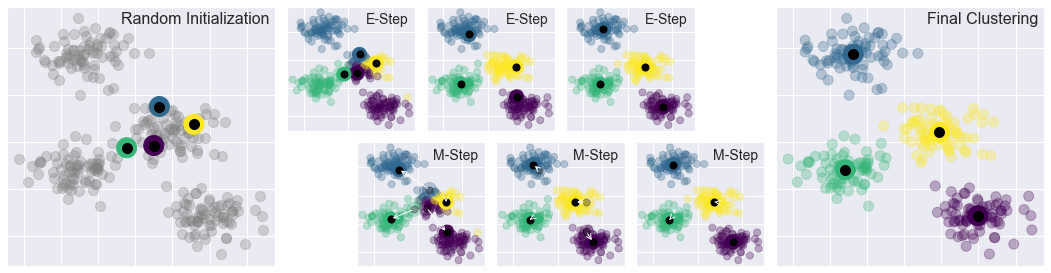 Random Initialization
E-Step
E-Step
E-Step
M-Step
M-Step
M-Step
Final Clustering